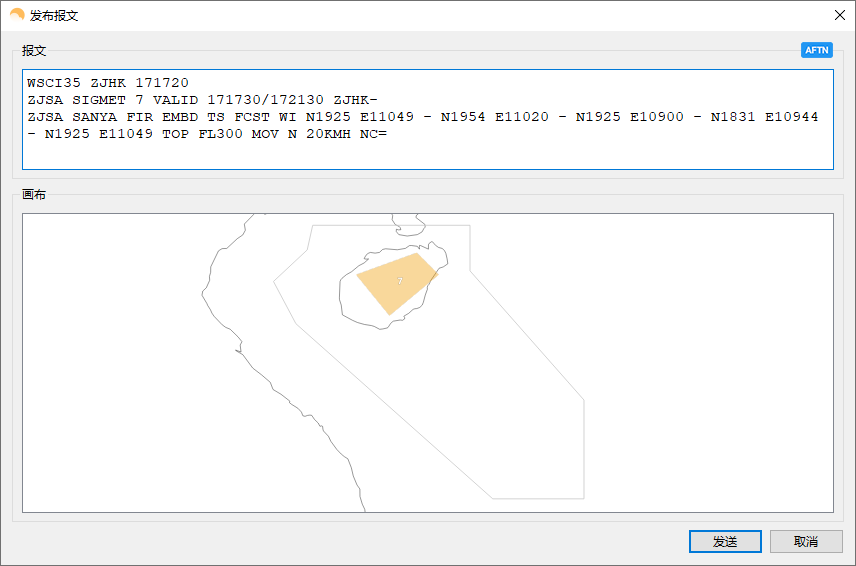 发布报文
报文
AFTN
WSCI35 ZJHK 171720
ZJSA SIGMET 7 VALID 171730/172130 ZJHK-
ZJSA SANYA FIR EMBD TS FCST WI N1925 E11049 - N1954 E11020 - N1925 E10900 - N1831 E10944
- N1925 E11049 TOP FL300 MOV N 20KMH NC=
画布
7
发送
取消